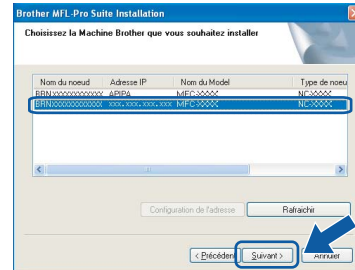 Brother MFL-Pro Suite Installation
Choisissez la Machine Brother que vous souhaitez installer
Nom du noeud Adresse IP Nom du Model Type de noeu
BRNXXXXXXXXXXXX APIPA MFC-XXXX NC-XXXX
BRNXXXXXXXXXXXX xxx.xxx.xxx.xxx MFC-XXXX NC-XXXX
Configuration de l'adresse Rafraichir
< Précédent Suivant > Annuler